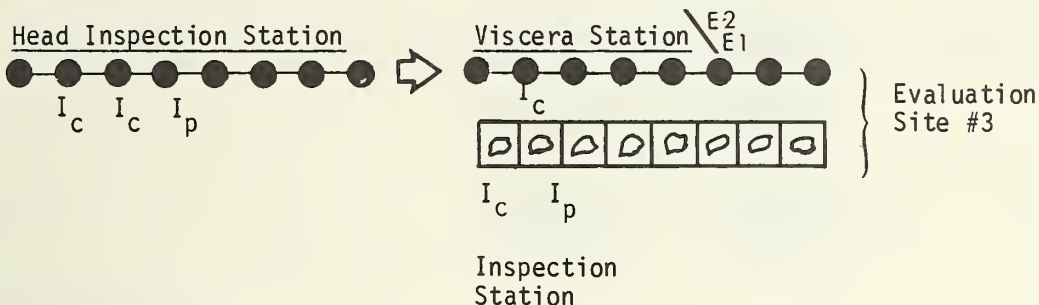 Head Inspection Station
I_c I_c I_p
Viscera Station
E2
E1
I_c
I_c I_p
Inspection
Station
Evaluation
Site #3